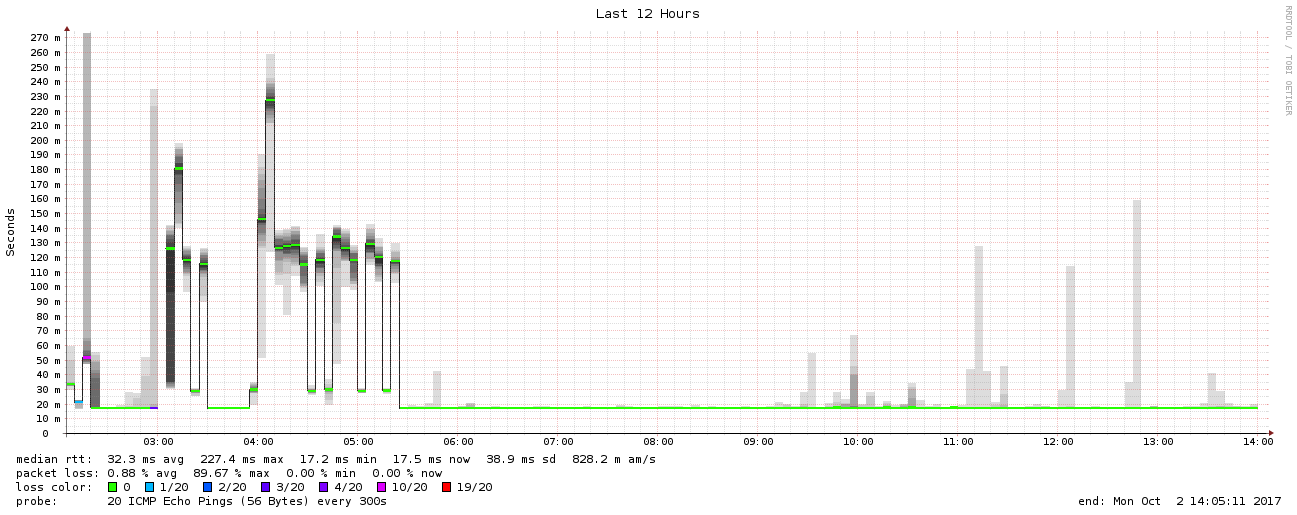 Last 12 Hours
RRDTOOL / TOBI OETIKER
Seconds
270 m
260 m
250 m
240 m
230 m
220 m
210 m
200 m
190 m
180 m
170 m
160 m
150 m
140 m
130 m
120 m
110 m
100 m
90 m
80 m
70 m
60 m
50 m
40 m
30 m
20 m
10 m
0
03:00 04:00 05:00 06:00 07:00 08:00 09:00 10:00 11:00 12:00 13:00 14:00
median rtt: 32.3 ms avg 227.4 ms max 17.2 ms min 17.5 ms now 38.9 ms sd 828.2 m am/s
packet loss: 0.88 % avg 89.67 % max 0.00 % min 0.00 % now
loss color: 0 1/20 2/20 3/20 4/20 10/20 19/20
probe: 20 ICMP Echo Pings (56 Bytes) every 300s end: Mon Oct 2 14:05:11 2017